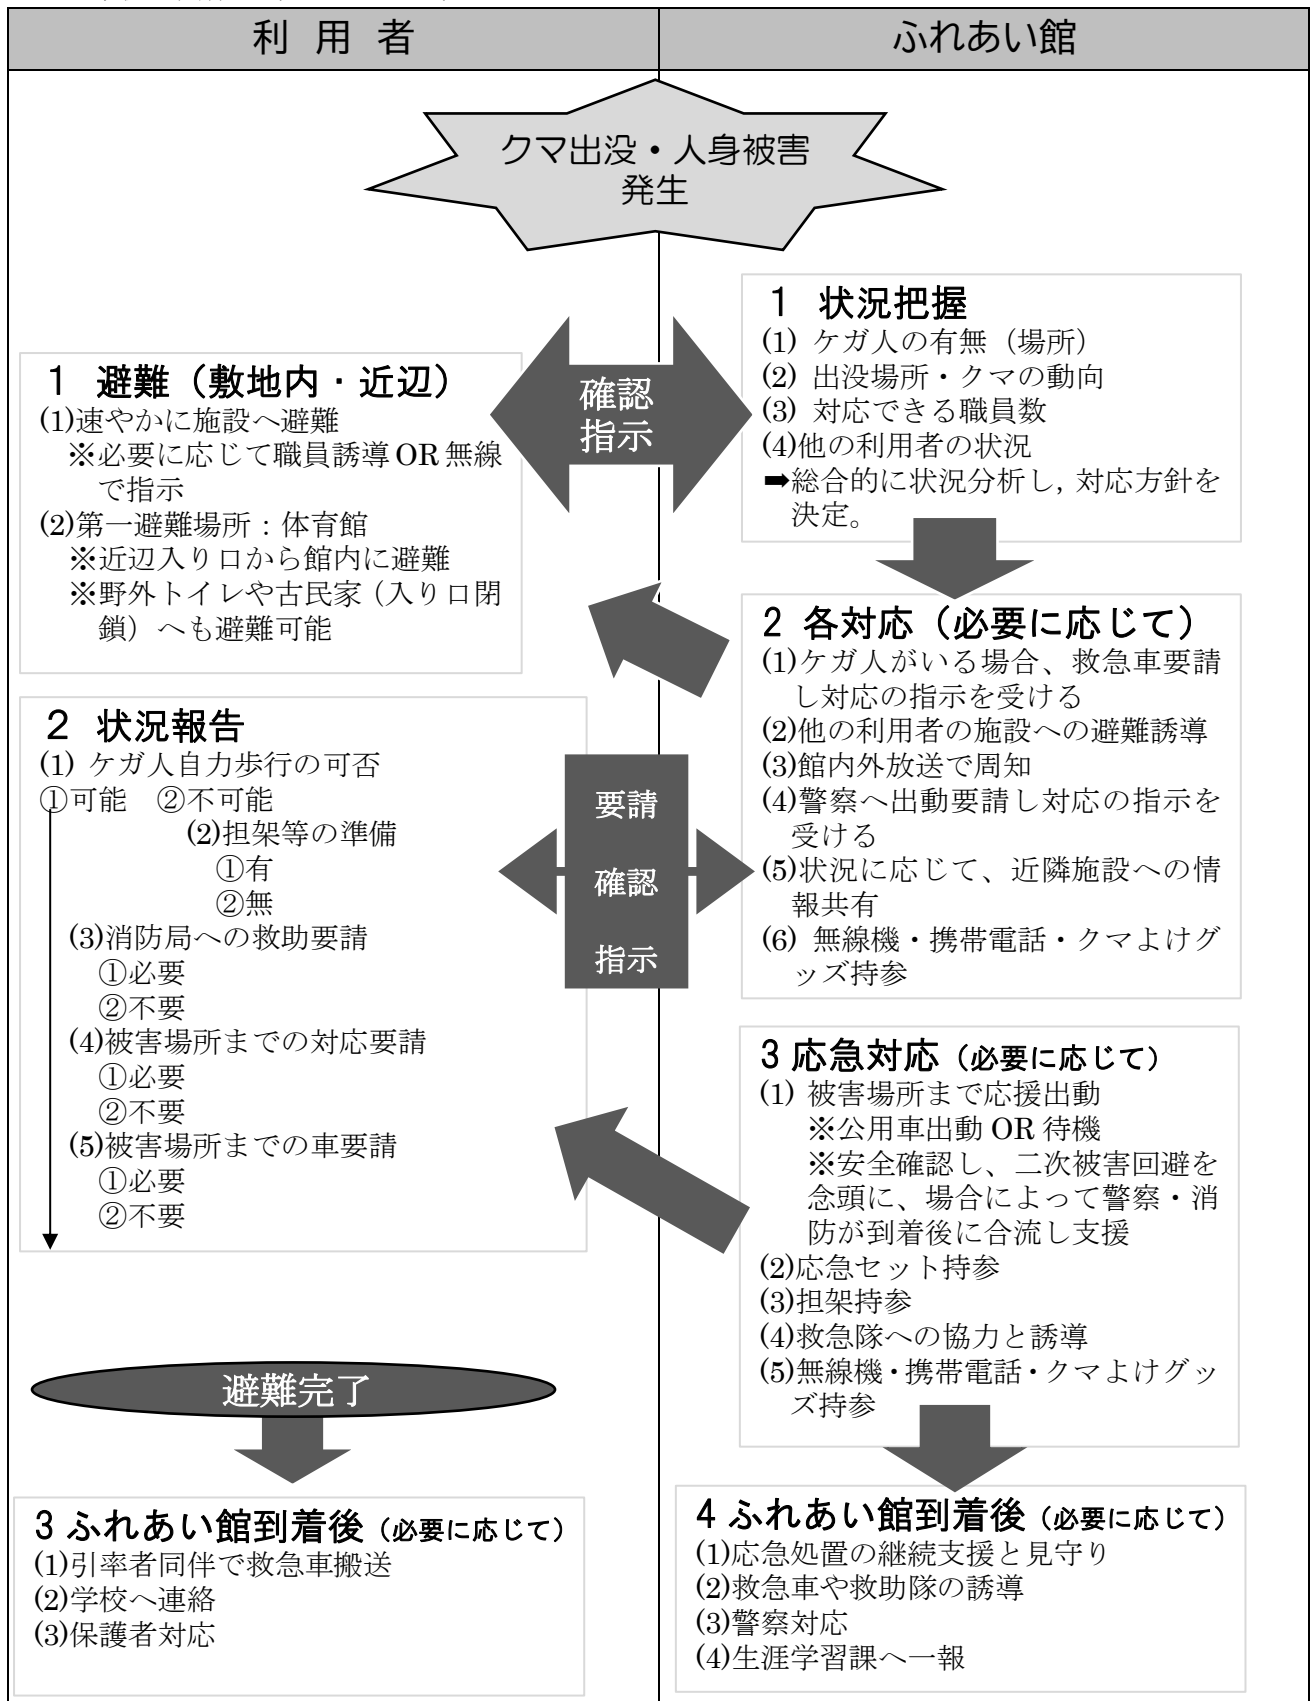 利 用 者
ふれあい館
クマ出没・人身被害
発生
1 状況把握
(1) ケガ人の有無（場所）
(2) 出没場所・クマの動向
(3) 対応できる職員数
(4)他の利用者の状況
➡総合的に状況分析し, 対応方針を
決定。
確認
指示
1 避難（敷地内・近辺）
(1)速やかに施設へ避難
※必要に応じて職員誘導 OR 無線
で指示
(2)第一避難場所：体育館
※近辺入り口から館内に避難
※野外トイレや古民家（入り口閉
鎖）へも避難可能
2 各対応（必要に応じて）
(1)ケガ人がいる場合、救急車要請
し対応の指示を受ける
(2)他の利用者の施設への避難誘導
(3)館内外放送で周知
(4)警察へ出動要請し対応の指示を
受ける
(5)状況に応じて、近隣施設への情
報共有
(6) 無線機・携帯電話・クマよけグ
ッズ持参
2 状況報告
(1) ケガ人自力歩行の可否
①可能 ②不可能
(2)担架等の準備
①有
②無
(3)消防局への救助要請
①必要
②不要
(4)被害場所までの対応要請
①必要
②不要
(5)被害場所までの車要請
①必要
②不要
要請
確認
指示
3 応急対応（必要に応じて）
(1) 被害場所まで応援出動
※公用車出動 OR 待機
※安全確認し、二次被害回避を
念頭に、場合によって警察・消
防が到着後に合流し支援
(2)応急セット持参
(3)担架持参
(4)救急隊への協力と誘導
(5)無線機・携帯電話・クマよけグッ
ズ持参
避難完了
3 ふれあい館到着後（必要に応じて）
(1)引率者同伴で救急車搬送
(2)学校へ連絡
(3)保護者対応
4 ふれあい館到着後（必要に応じて）
(1)応急処置の継続支援と見守り
(2)救急車や救助隊の誘導
(3)警察対応
(4)生涯学習課へ一報